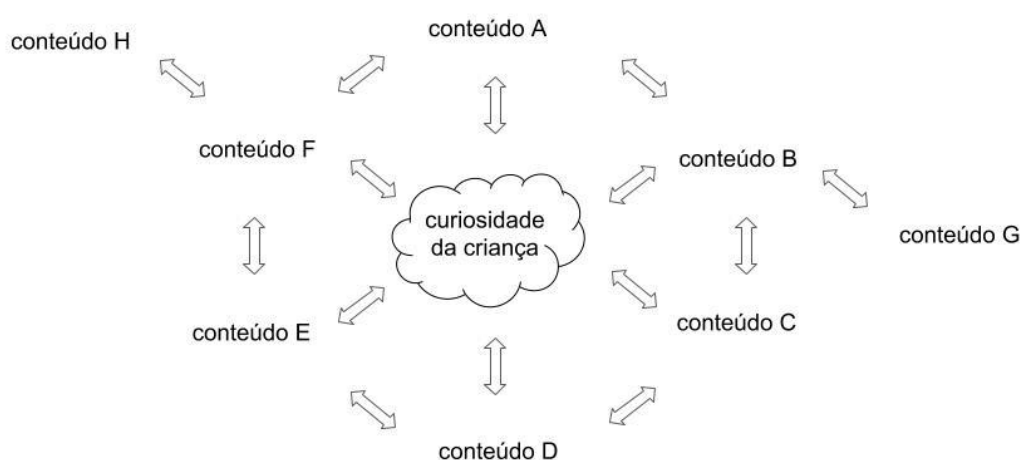 conteúdo A
conteúdo H
conteúdo F
conteúdo B
curiosidade
da criança
conteúdo G
conteúdo E
conteúdo C
conteúdo D